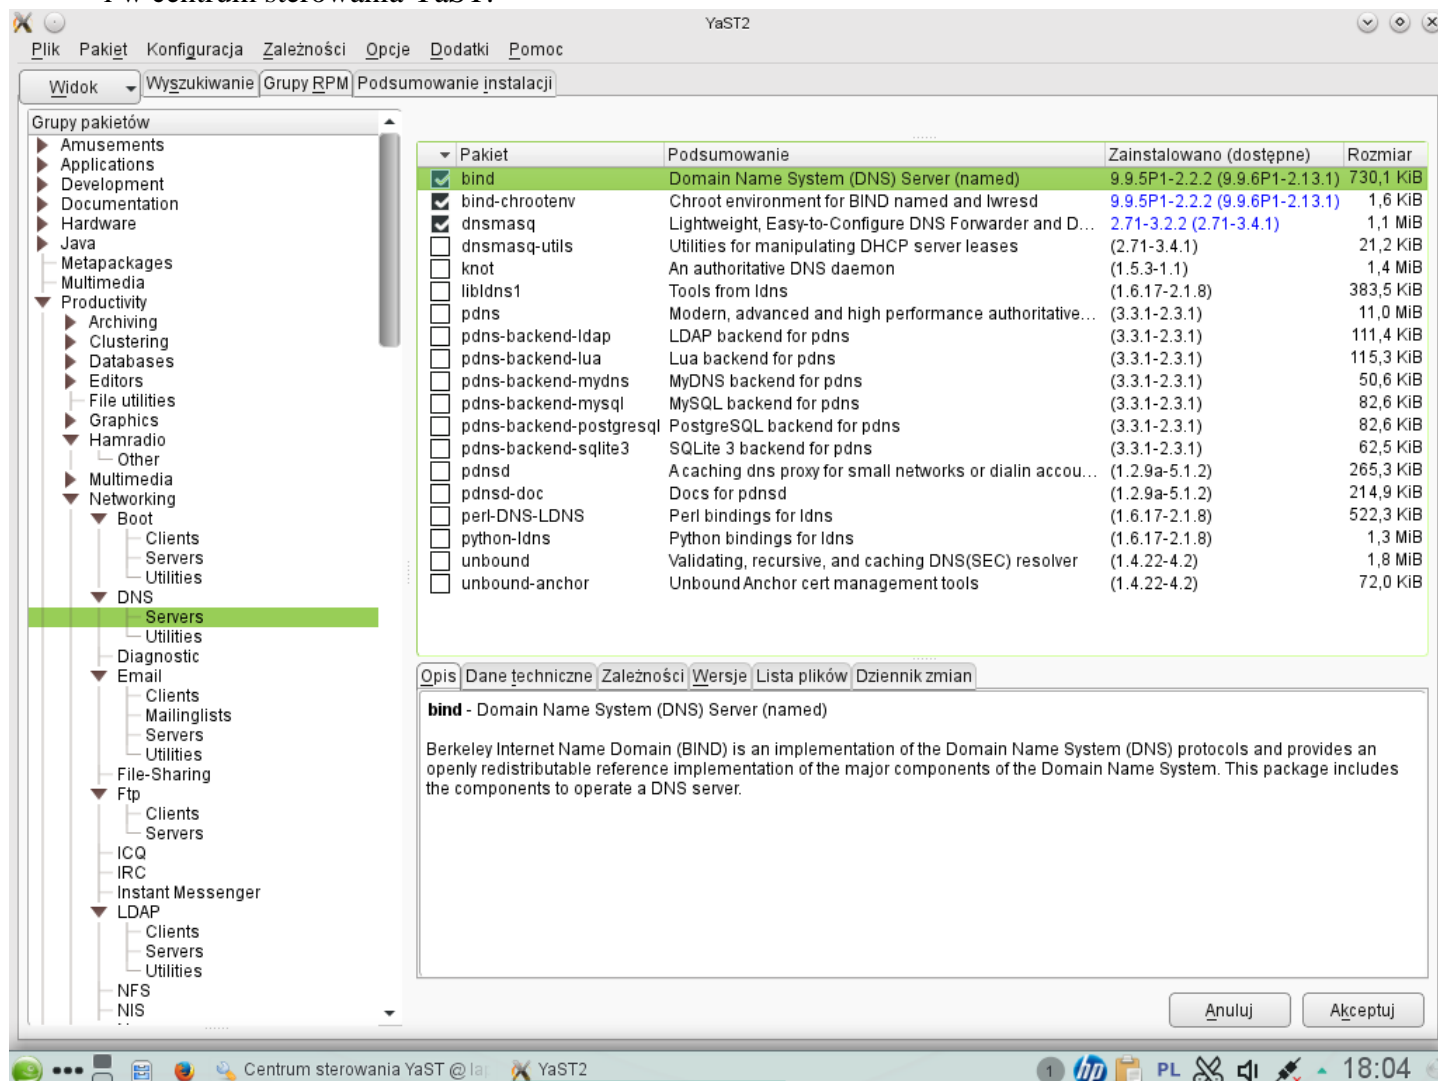 i w centrum sterowania YaST.
YaST2
Plik Pakiet Konfiguracja Zależności Opcje Dodatki Pomoc
Widok Wyszukiwanie Grupy RPM Podsumowanie instalacji
Grupy pakietów
Amusements
Applications
Development
Documentation
Hardware
Java
Metapackages
Multimedia
Productivity
Archiving
Clustering
Databases
Editors
File utilities
Graphics
Hamradio
Other
Multimedia
Networking
Boot
Clients
Servers
Utilities
DNS
Servers
Utilities
Diagnostic
Email
Clients
Mailinglists
Servers
Utilities
File-Sharing
Ftp
Clients
Servers
ICQ
IRC
Instant Messenger
LDAP
Clients
Servers
Utilities
NFS
NIS
Pakiet Podsumowanie Zainstalowano (dostępne) Rozmiar
bind Domain Name System (DNS) Server (named) 9.9.5P1-2.2.2 (9.9.6P1-2.13.1) 730,1 KiB
bind-chrootenv Chroot environment for BIND named and lwresd 9.9.5P1-2.2.2 (9.9.6P1-2.13.1) 1,6 KiB
dnsmasq Lightweight, Easy-to-Configure DNS Forwarder and D... 2.71-3.2.2 (2.71-3.4.1) 1,1 MiB
dnsmasq-utils Utilities for manipulating DHCP server leases (2.71-3.4.1) 21,2 KiB
knot An authoritative DNS daemon (1.5.3-1.1) 1,4 MiB
libldns1 Tools from ldns (1.6.17-2.1.8) 383,5 KiB
pdns Modern, advanced and high performance authoritative... (3.3.1-2.3.1) 11,0 MiB
pdns-backend-ldap LDAP backend for pdns (3.3.1-2.3.1) 111,4 KiB
pdns-backend-lua Lua backend for pdns (3.3.1-2.3.1) 115,3 KiB
pdns-backend-mydns MyDNS backend for pdns (3.3.1-2.3.1) 50,6 KiB
pdns-backend-mysql MySQL backend for pdns (3.3.1-2.3.1) 82,6 KiB
pdns-backend-postgresql PostgreSQL backend for pdns (3.3.1-2.3.1) 82,6 KiB
pdns-backend-sqlite3 SQLite 3 backend for pdns (3.3.1-2.3.1) 62,5 KiB
pdnsd A caching dns proxy for small networks or dialin accou... (1.2.9a-5.1.2) 265,3 KiB
pdnsd-doc Docs for pdnsd (1.2.9a-5.1.2) 214,9 KiB
perl-DNS-LDNS Perl bindings for ldns (1.6.17-2.1.8) 522,3 KiB
python-ldns Python bindings for ldns (1.6.17-2.1.8) 1,3 MiB
unbound Validating, recursive, and caching DNS(SEC) resolver (1.4.22-4.2) 1,8 MiB
unbound-anchor Unbound Anchor cert management tools (1.4.22-4.2) 72,0 KiB
Opis Dane techniczne Zależności Wersje Lista plików Dziennik zmian
bind - Domain Name System (DNS) Server (named)
Berkeley Internet Name Domain (BIND) is an implementation of the Domain Name System (DNS) protocols and provides an
openly redistributable reference implementation of the major components of the Domain Name System. This package includes
the components to operate a DNS server.
Anuluj Akceptuj
Centrum sterowania YaST @ la YaST2 1 hp PL 18:04